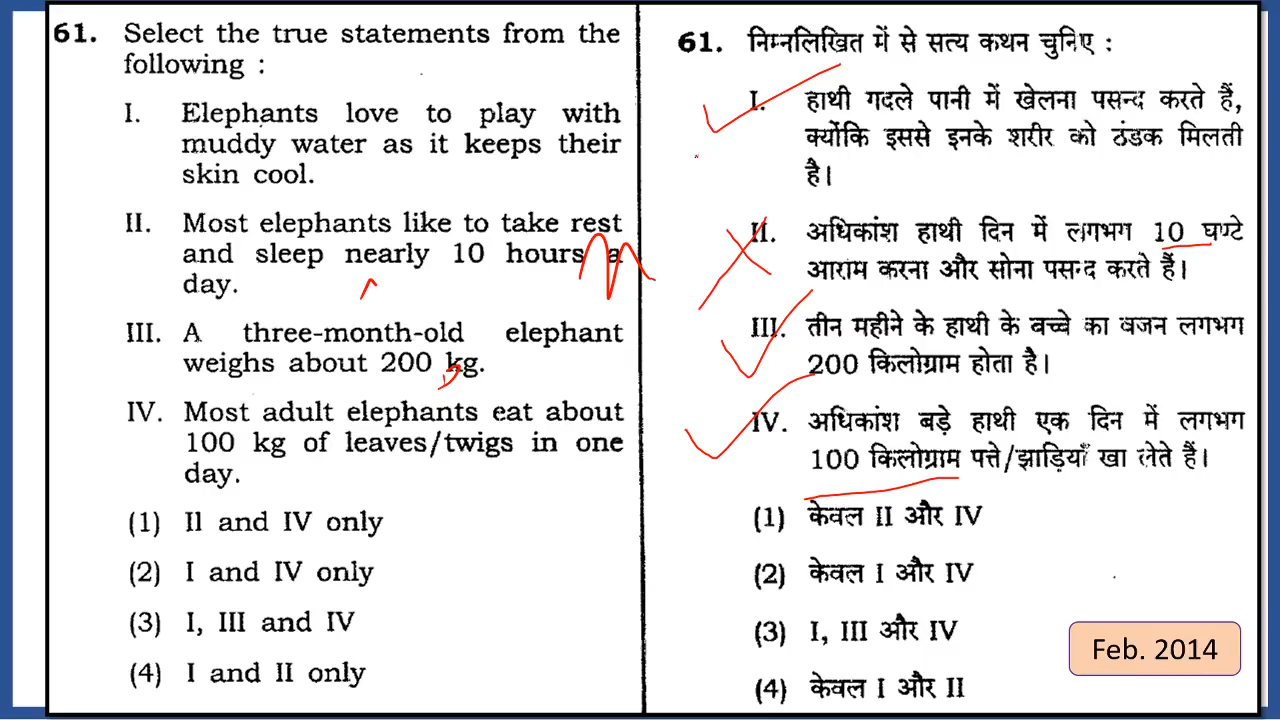 61. Select the true statements from the
following :
I. Elephants love to play with
muddy water as it keeps their
skin cool.
II. Most elephants like to take rest
and sleep nearly 10 hours a
day.
III. A three-month-old elephant
weighs about 200 kg.
IV. Most adult elephants eat about
100 kg of leaves/twigs in one
day.
(1) II and IV only
(2) I and IV only
(3) I, III and IV
(4) I and II only
61. निम्नलिखित में से सत्य कथन चुनिए :
I. हाथी गदले पानी में खेलना पसन्द करते हैं,
क्योंकि इससे इनके शरीर को ठंडक मिलती
है।
II. अधिकांश हाथी दिन में लगभग 10 घण्टे
आराम करना और सोना पसन्द करते हैं।
III. तीन महीने के हाथी के बच्चे का वजन लगभग
200 किलोग्राम होता है।
IV. अधिकांश बड़े हाथी एक दिन में लगभग
100 किलोग्राम पत्ते/झाड़ियाँ खा लेते हैं।
(1) केवल II और IV
(2) केवल I और IV
(3) I, III और IV
(4) केवल I और II
Feb. 2014